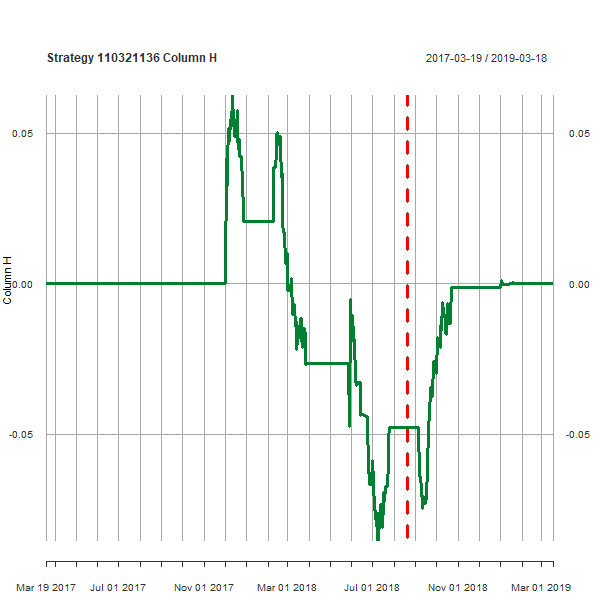 Strategy 110321136 Column H
2017-03-19 / 2019-03-18
0.05
0.05
Column H
0.00
0.00
-0.05
-0.05
Mar 19 2017
Jul 01 2017
Nov 01 2017
Mar 01 2018
Jul 01 2018
Nov 01 2018
Mar 01 2019